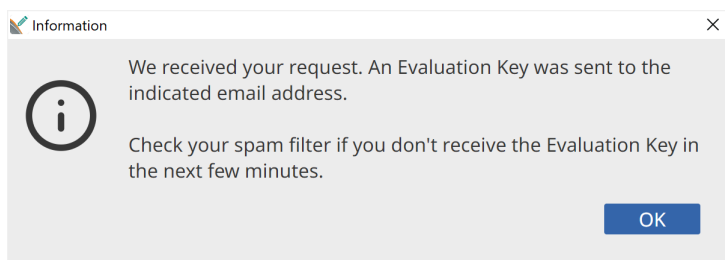 Information
We received your request. An Evaluation Key was sent to the
indicated email address.
Check your spam filter if you don't receive the Evaluation Key in
the next few minutes.
OK